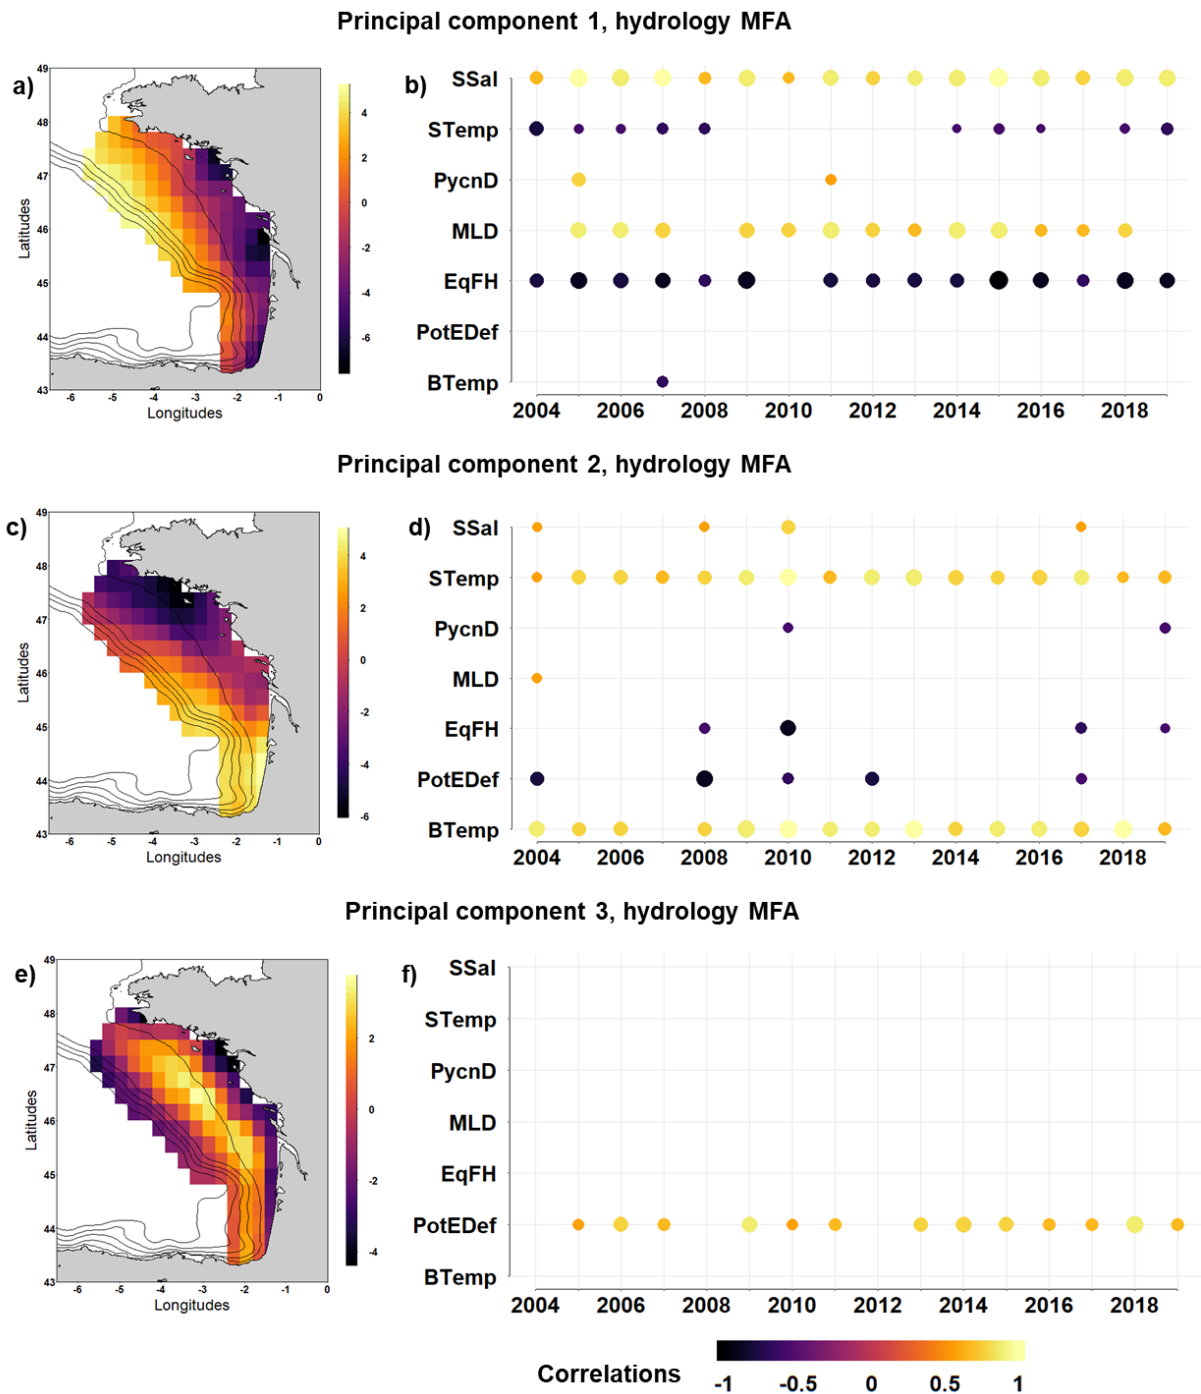 Principal component 1, hydrology MFA
a)
49
48
47
46
45
44
43
Latitudes
-6 -5 -4 -3 -2 -1 0
Longitudes
4
2
0
-2
-4
-6
b)
SSal
STemp
PycnD
MLD
EqFH
PotEDef
BTemp
2004 2006 2008 2010 2012 2014 2016 2018
Principal component 2, hydrology MFA
c)
49
48
47
46
45
44
43
Latitudes
-6 -5 -4 -3 -2 -1 0
Longitudes
4
2
0
-2
-4
-6
d)
SSal
STemp
PycnD
MLD
EqFH
PotEDef
BTemp
2004 2006 2008 2010 2012 2014 2016 2018
Principal component 3, hydrology MFA
e)
49
48
47
46
45
44
43
Latitudes
-6 -5 -4 -3 -2 -1 0
Longitudes
2
0
-2
-4
f)
SSal
STemp
PycnD
MLD
EqFH
PotEDef
BTemp
2004 2006 2008 2010 2012 2014 2016 2018
Correlations
-1 -0.5 0 0.5 1